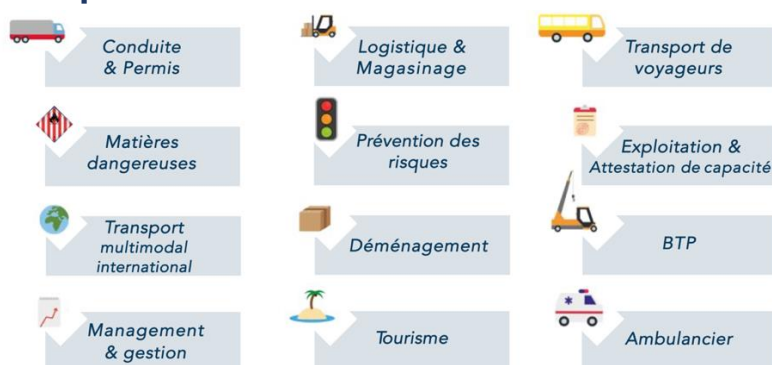 Conduite
& Permis
Logistique &
Magasinage
Transport de
voyageurs
Matières
dangereuses
Prévention des
risques
Exploitation &
Attestation de capacité
Transport
multimodal
international
Déménagement
BTP
Management
& gestion
Tourisme
Ambulancier